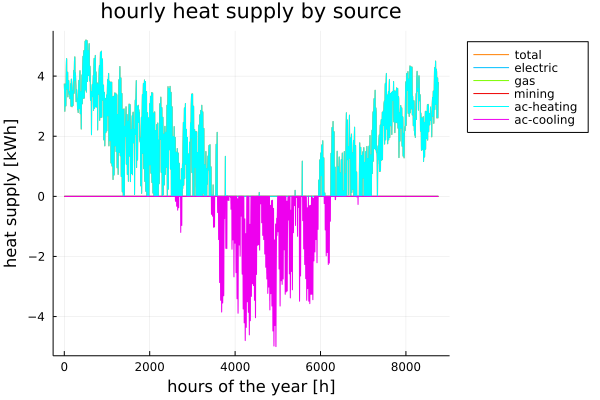 hourly heat supply by source
heat supply [kWh]
4
2
0
−2
−4
0 2000 4000 6000 8000
hours of the year [h]
total
electric
gas
mining
ac-heating
ac-cooling